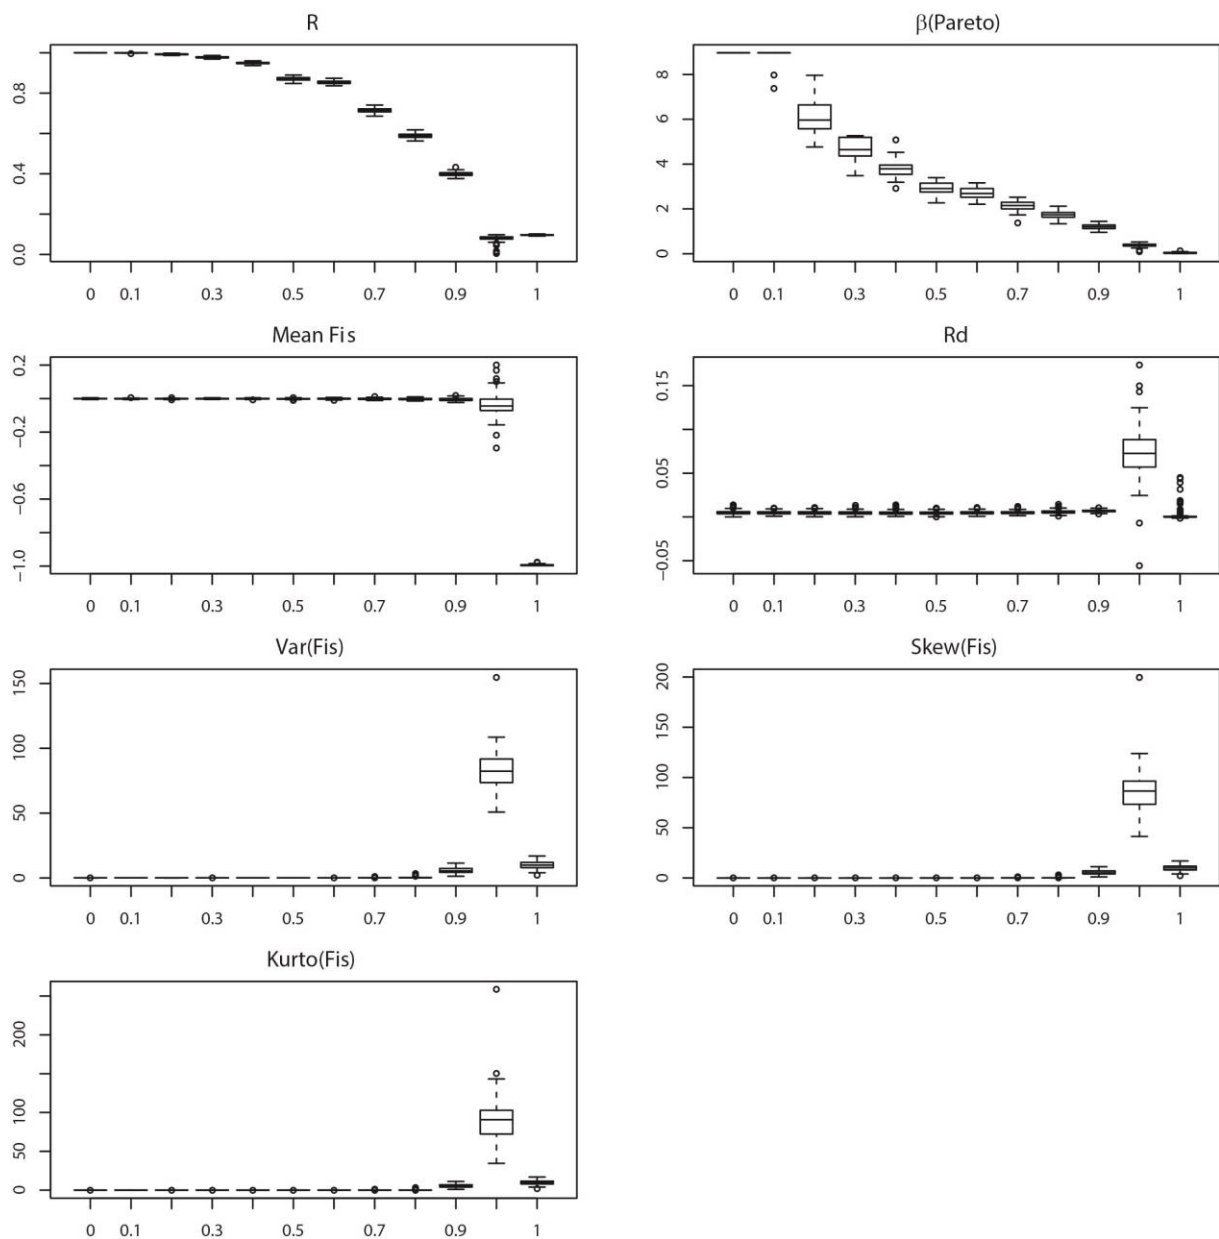 R
0.0 0.4 0.8
0 0.1 0.3 0.5 0.7 0.9 1
β(Pareto)
0 2 4 6 8
0 0.1 0.3 0.5 0.7 0.9 1
Mean Fis
−1.0 −0.6 −0.2 0.2
0 0.1 0.3 0.5 0.7 0.9 1
Rd
−0.05 0.05 0.15
0 0.1 0.3 0.5 0.7 0.9 1
Var(Fis)
0 50 100 150
0 0.1 0.3 0.5 0.7 0.9 1
Skew(Fis)
0 50 100 150 200
0 0.1 0.3 0.5 0.7 0.9 1
Kurto(Fis)
0 50 100 200
0 0.1 0.3 0.5 0.7 0.9 1